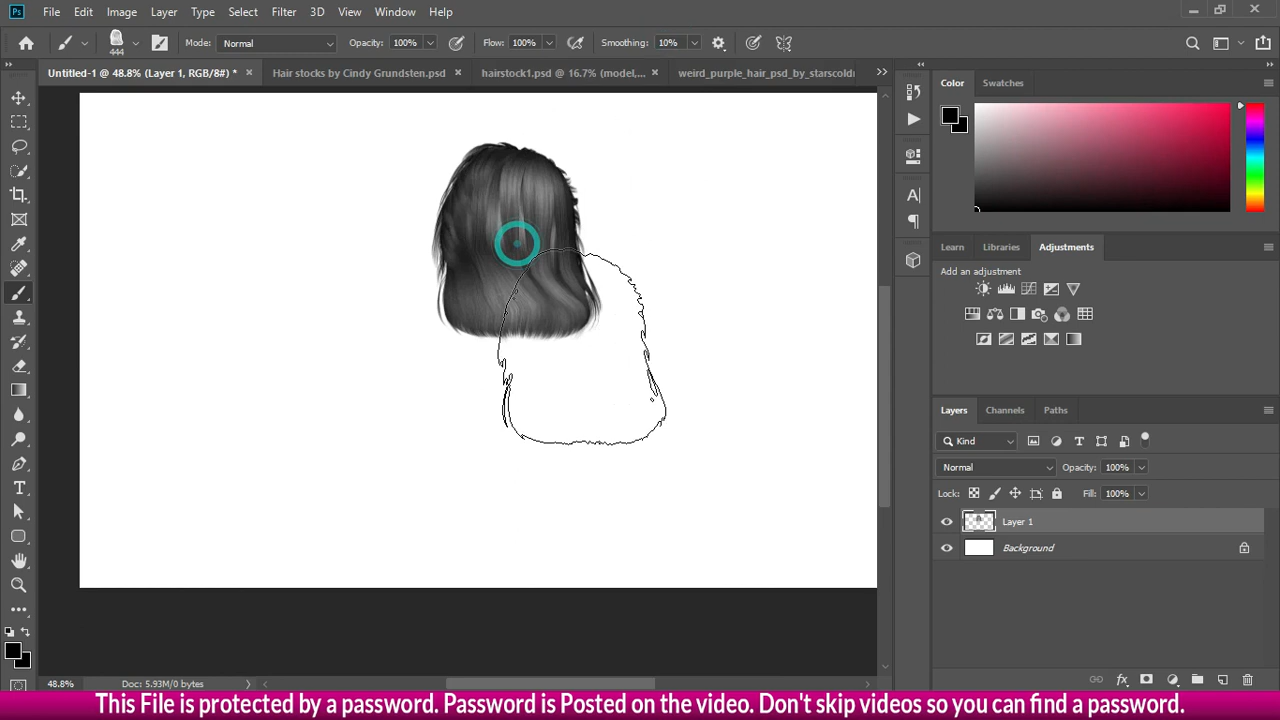 Ps File Edit Image Layer Type Select Filter 3D View Window Help
444 Mode: Normal Opacity: 100% Flow: 100% Smoothing: 10%
Untitled-1 @ 48.8% (Layer 1, RGB/8#) * Hair stocks by Cindy Grundsten.psd hairstock1.psd @ 16.7% (model,... weird_purple_hair_psd_by_starscoldn
Color Swatches
Learn Libraries Adjustments
Add an adjustment
Layers Channels Paths
Kind
Normal Opacity: 100%
Lock: Fill: 100%
Layer 1
Background
48.8% Doc: 5.93M/0 bytes
This File is protected by a password. Password is Posted on the video. Don't skip videos so you can find a password.